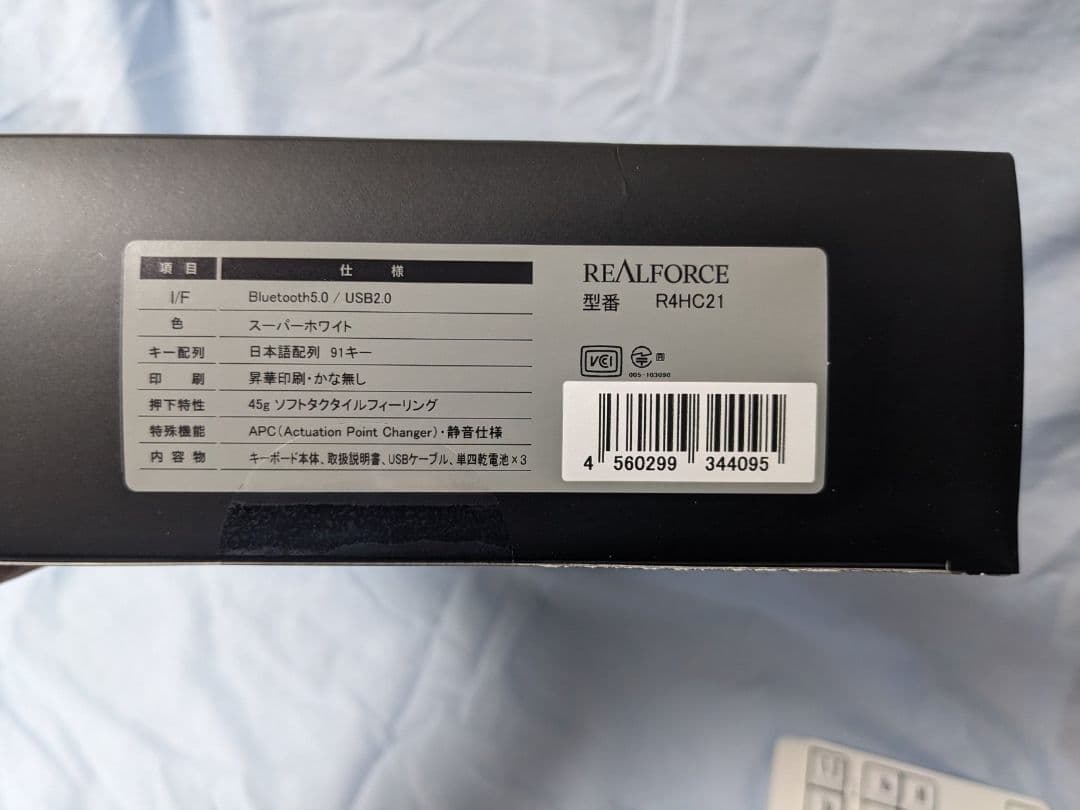 項目 仕様
I/F Bluetooth5.0 / USB2.0
色 スーパーホワイト
キー配列 日本語配列 91キー
印刷 昇華印刷・かな無し
押下特性 45g ソフトタクタイルフィーリング
特殊機能 APC(Actuation Point Changer)・静音仕様
内容物 キーボード本体、取扱説明書、USBケーブル、単四乾電池×3
REALFORCE
型番 R4HC21
VCI
005-103090
4 560299 344095